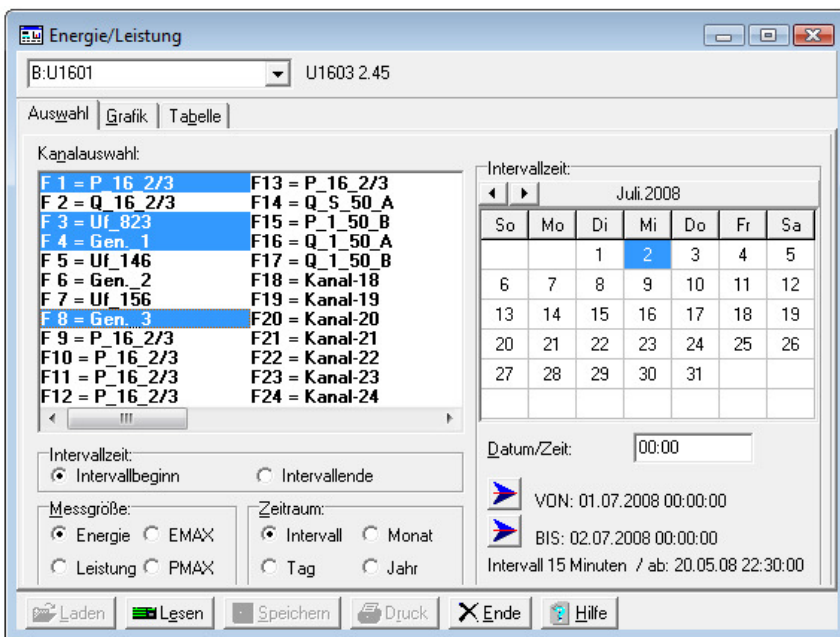 Energie/Leistung
B:U1601 U1603 2.45
Auswahl Grafik Tabelle
Kanalauswahl:
F 1 = P_16_2/3 F13 = P_16_2/3
F 2 = Q_16_2/3 F14 = Q_S_50_A
F 3 = Uf_823 F15 = P_1_50_B
F 4 = Gen._1 F16 = Q_1_50_A
F 5 = Uf_146 F17 = Q_1_50_B
F 6 = Gen._2 F18 = Kanal-18
F 7 = Uf_156 F19 = Kanal-19
F 8 = Gen._3 F20 = Kanal-20
F 9 = P_16_2/3 F21 = Kanal-21
F10 = P_16_2/3 F22 = Kanal-22
F11 = P_16_2/3 F23 = Kanal-23
F12 = P_16_2/3 F24 = Kanal-24
Intervallzeit:
Intervallbeginn Intervallende
Messgröße:
Energie EMAX
Leistung PMAX
Zeitraum:
Intervall Monat
Tag Jahr
Intervallzeit:
Juli.2008
So Mo Di Mi Do Fr Sa
1 2 3 4 5
6 7 8 9 10 11 12
13 14 15 16 17 18 19
20 21 22 23 24 25 26
27 28 29 30 31
Datum/Zeit: 00:00
VON: 01.07.2008 00:00:00
BIS: 02.07.2008 00:00:00
Intervall 15 Minuten / ab: 20.05.08 22:30:00
Laden Lesen Speichern Druck Ende Hilfe